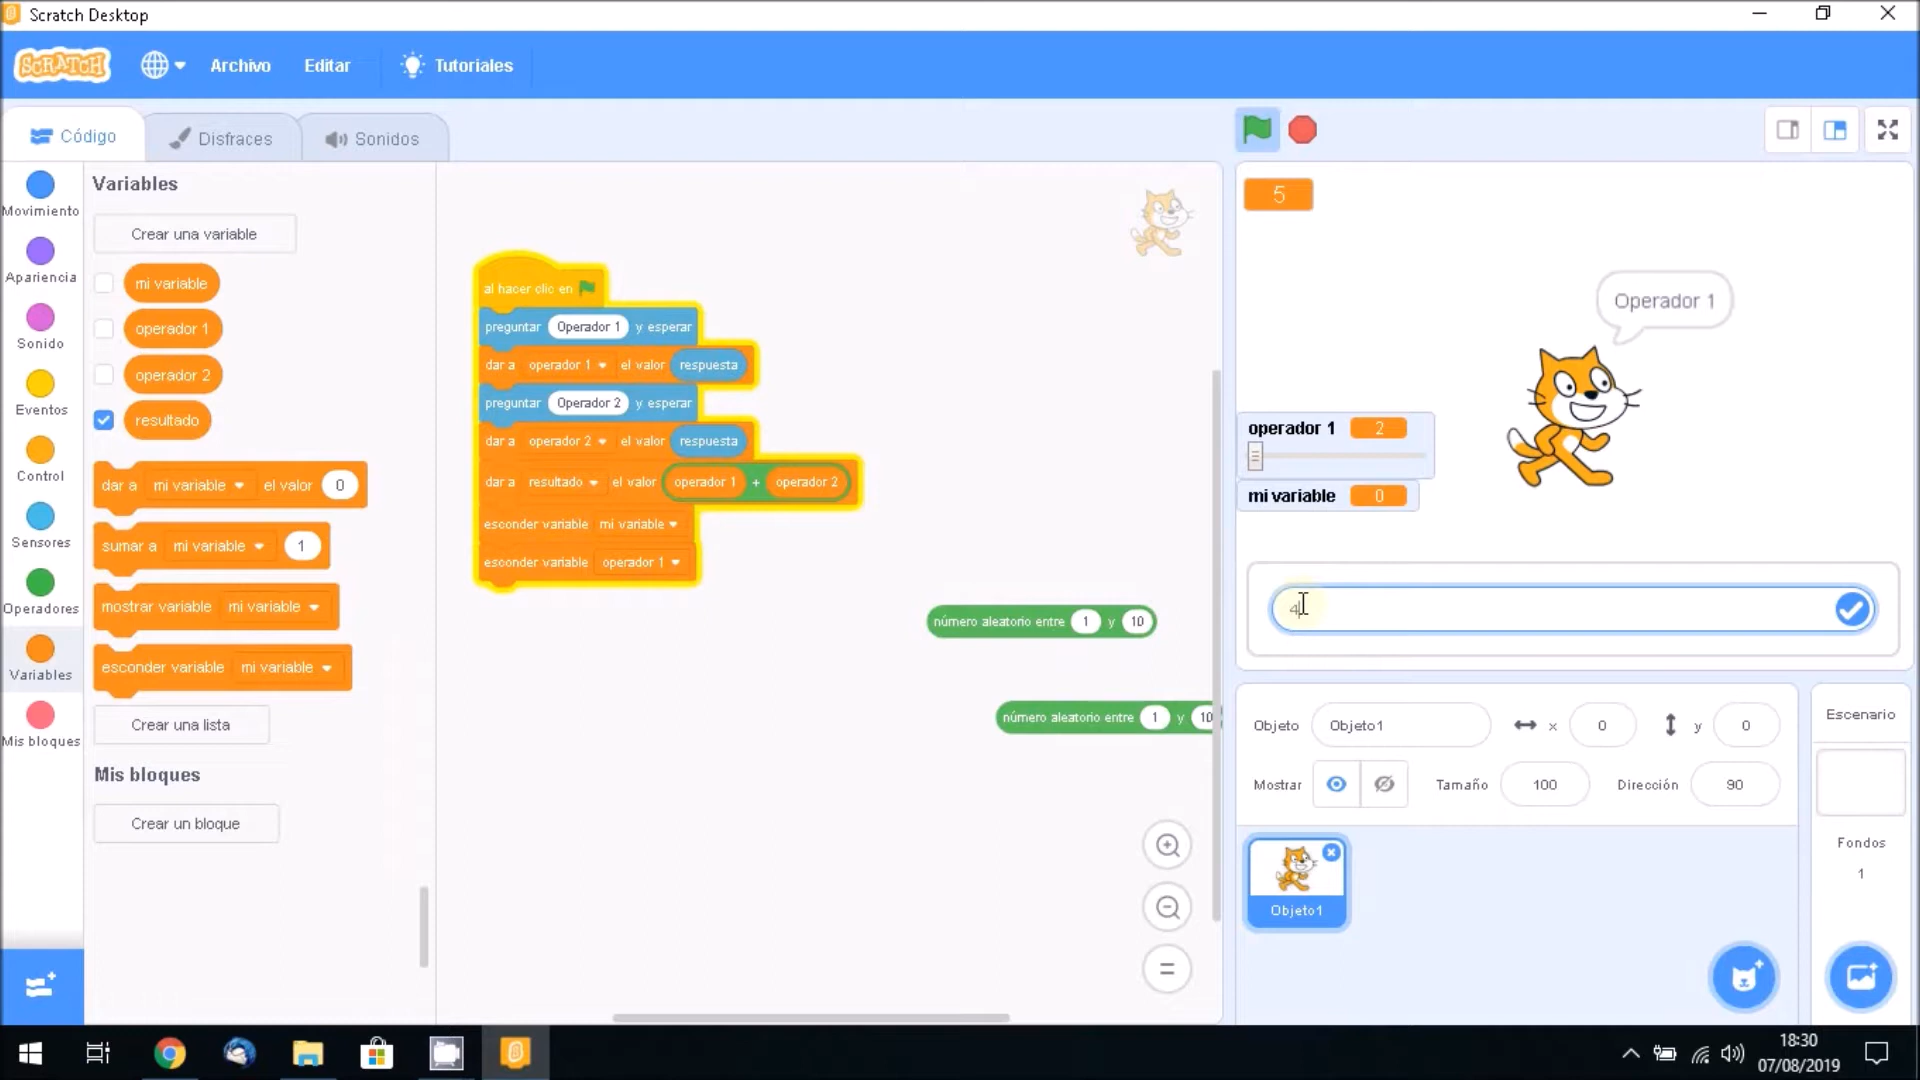 Scratch Desktop
SCRATCH
Archivo
Editar
Tutoriales
Código
Disfraces
Sonidos
Movimiento
Apariencia
Sonido
Eventos
Control
Sensores
Operadores
Variables
Mis bloques
Variables
Crear una variable
mi variable
operador 1
operador 2
resultado
dar a mi variable el valor 0
sumar a mi variable 1
mostrar variable mi variable
esconder variable mi variable
Crear una lista
Mis bloques
Crear un bloque
al hacer clic en
preguntar Operador 1 y esperar
dar a operador 1 el valor respuesta
preguntar Operador 2 y esperar
dar a operador 2 el valor respuesta
dar a resultado el valor operador 1 + operador 2
esconder variable mi variable
esconder variable operador 1
número aleatorio entre 1 y 10
número aleatorio entre 1 y 10
5
Operador 1
operador 1 2
mi variable 0
4
Objeto Objeto1 x 0 y 0
Mostrar Tamaño 100 Dirección 90
Objeto1
Escenario
Fondos
1
18:30
07/08/2019